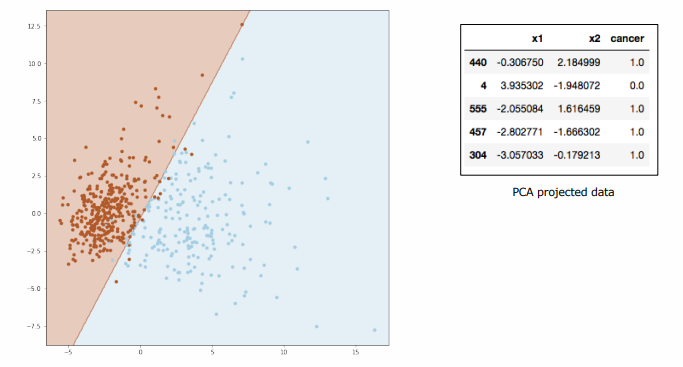 12.5
10.0
7.5
5.0
2.5
0.0
−2.5
−5.0
−7.5
−5 0 5 10 15
x1 x2 cancer
440 -0.306750 2.184999 1.0
4 3.935302 -1.948072 0.0
555 -2.055084 1.616459 1.0
457 -2.802771 -1.666302 1.0
304 -3.057033 -0.179213 1.0
PCA projected data